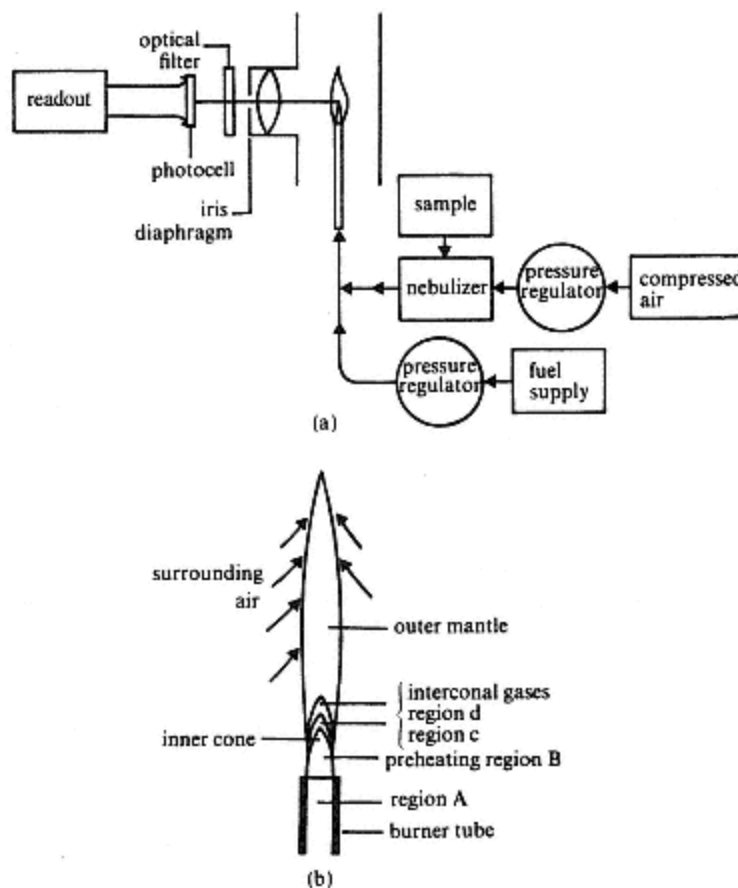 optical
filter
readout
photocell
iris
diaphragm
sample
nebulizer
pressure
regulator
compressed
air
pressure
regulator
fuel
supply
(a)
surrounding
air
outer mantle
interconal gases
region d
region c
inner cone
preheating region B
region A
burner tube
(b)